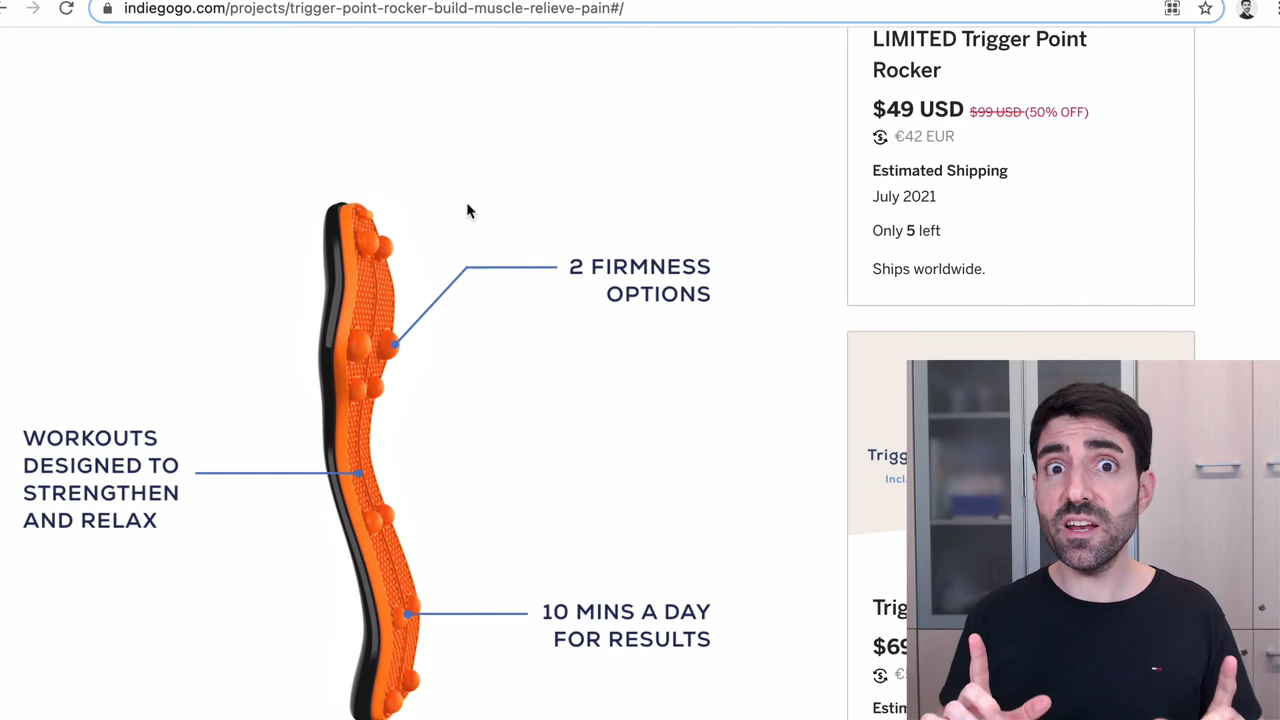 indiegogo.com/projects/trigger-point-rocker-build-muscle-relieve-pain#/
LIMITED Trigger Point
Rocker
$49 USD $99 USD (50% OFF)
€42 EUR
Estimated Shipping
July 2021
Only 5 left
Ships worldwide.
2 FIRMNESS
OPTIONS
WORKOUTS
DESIGNED TO
STRENGTHEN
AND RELAX
10 MINS A DAY
FOR RESULTS